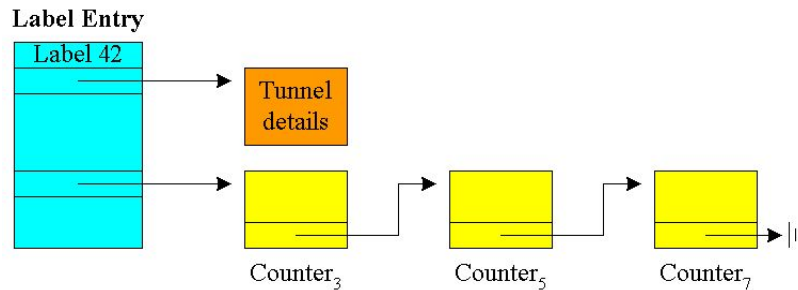 Label Entry
Label 42
Tunnel
details
Counter₃
Counter₅
Counter₇